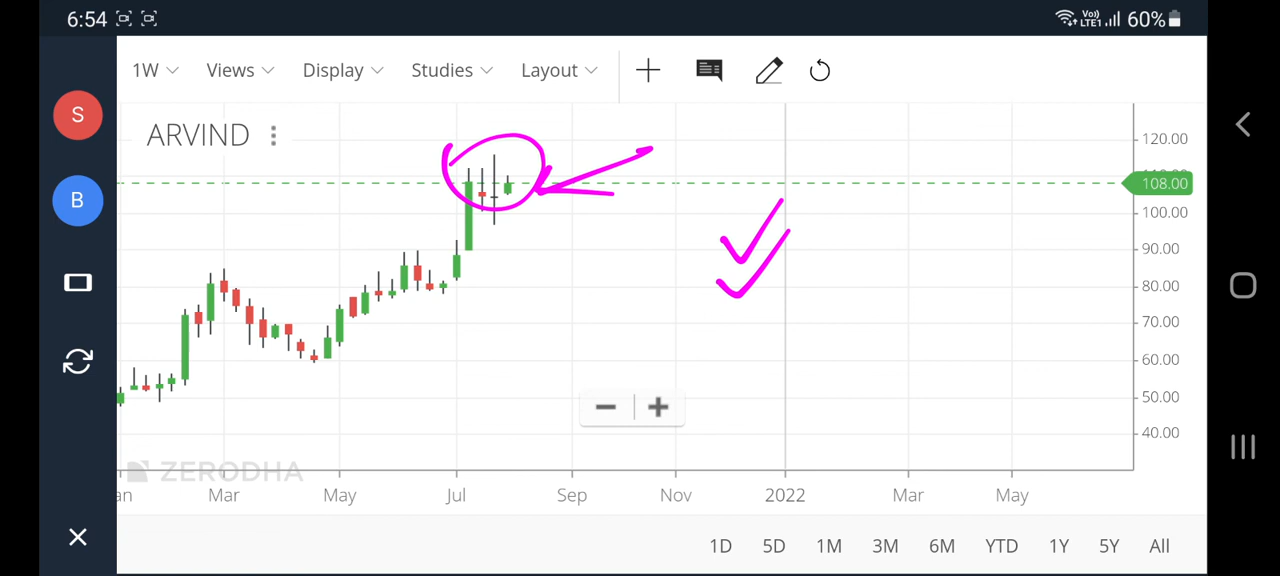 6:54 Vo) LTE1 60%
S 1W Views Display Studies Layout
ARVIND
B
120.00
108.00
100.00
90.00
80.00
70.00
60.00
50.00
40.00
ZERODHA
an Mar May Jul Sep Nov 2022 Mar May
1D 5D 1M 3M 6M YTD 1Y 5Y All